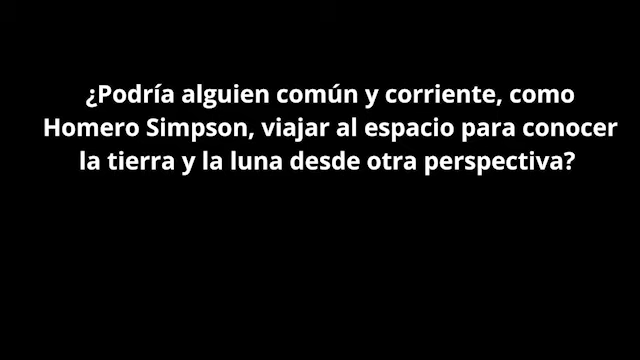 ¿Podría alguien común y corriente, como
Homero Simpson, viajar al espacio para conocer
la tierra y la luna desde otra perspectiva?